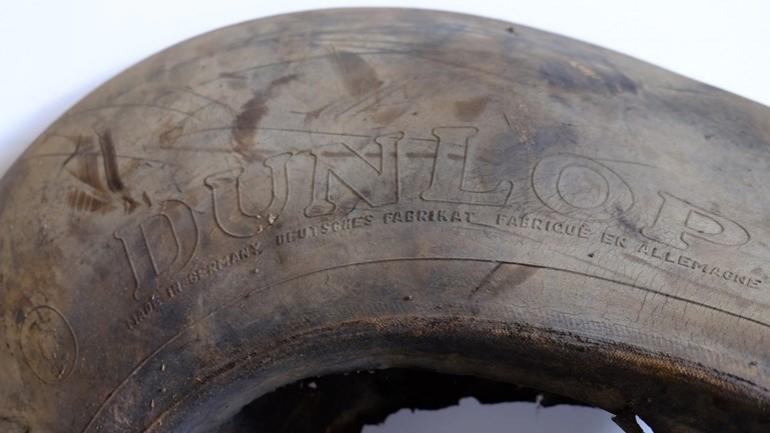 DUNLOP
MADE IN GERMANY DEUTSCHES FABRIKAT FABRIQUÉ EN ALLEMAGNE